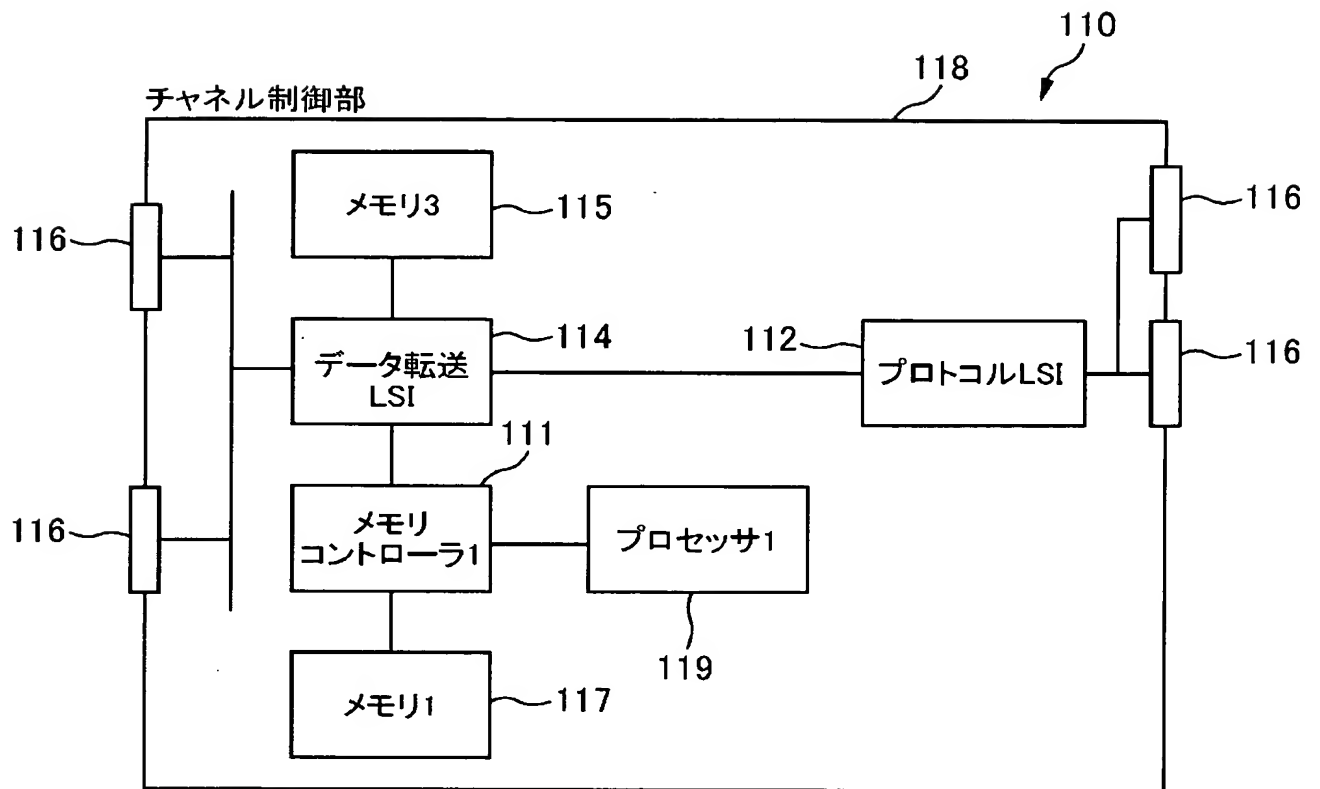 110
118
チャネル制御部
メモリ3
115
116
116
データ転送
LSI
114
112
プロトコルLSI
116
111
メモリ
コントローラ1
プロセッサ1
116
119
メモリ1
117